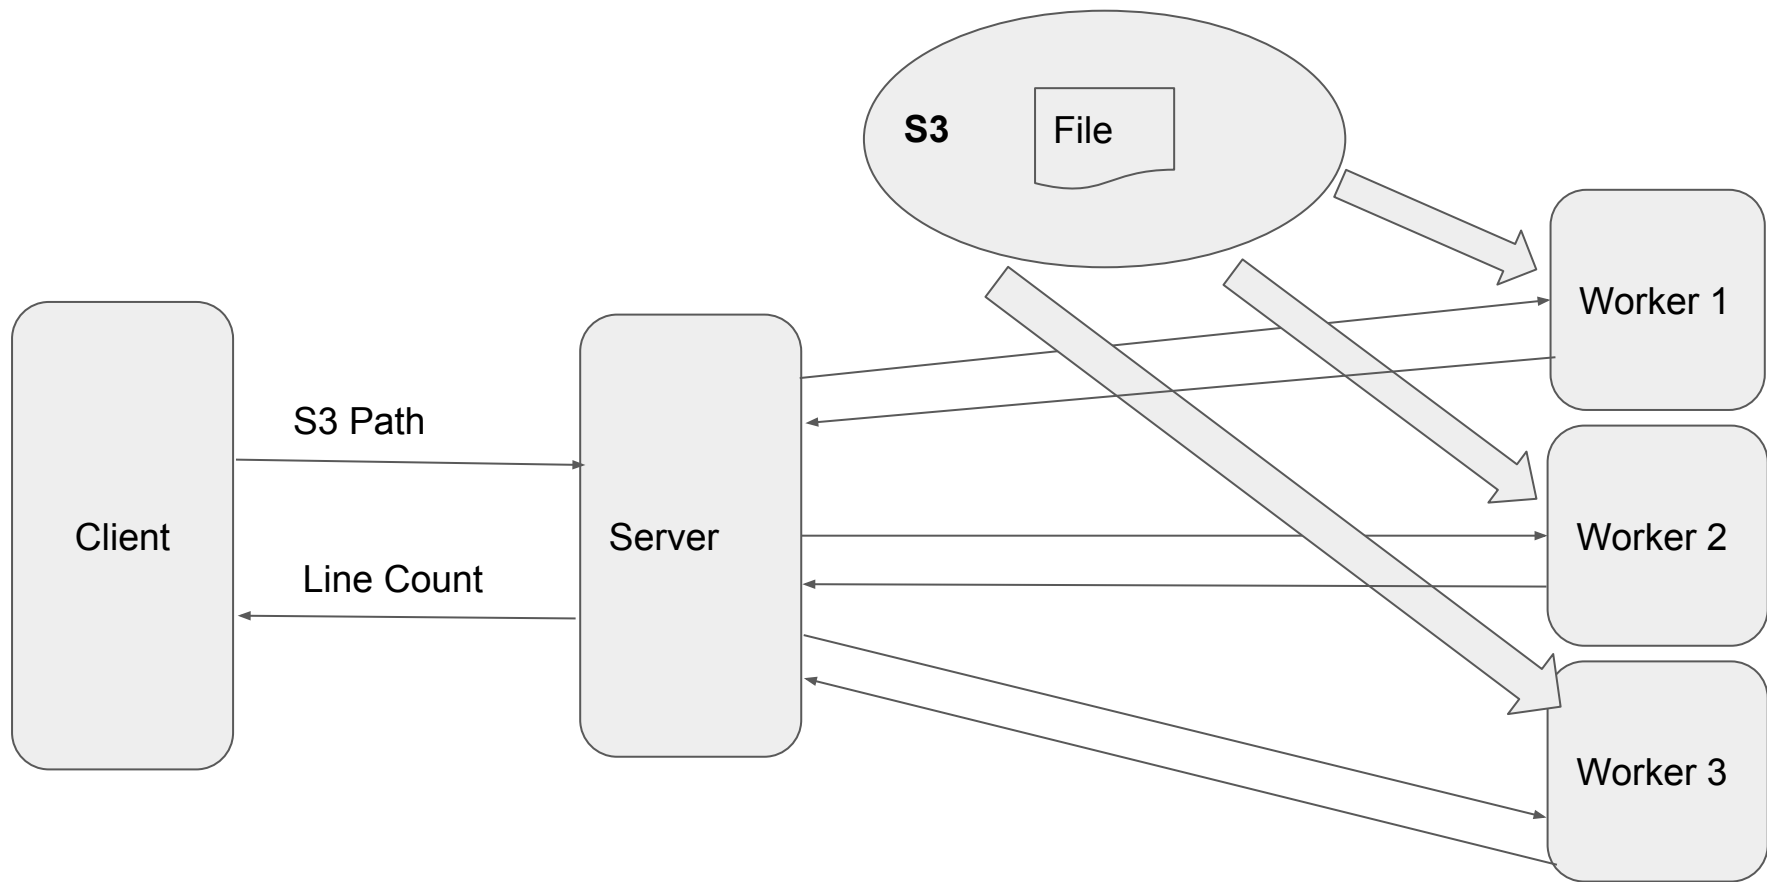 S3
File
Worker 1
S3 Path
Client
Server
Worker 2
Line Count
Worker 3